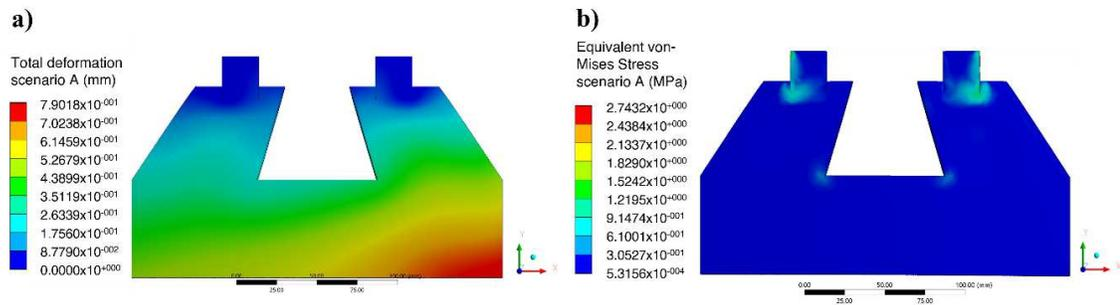 a)
Total deformation
scenario A (mm)
7.9018x10-001
7.0238x10-001
6.1459x10-001
5.2679x10-001
4.3899x10-001
3.5119x10-001
2.6339x10-001
1.7560x10-001
8.7790x10-002
0.0000x10+000
0.00
50.00
100.00 (mm)
25.00
75.00
Y
X
b)
Equivalent von-
Mises Stress
scenario A (MPa)
2.7432x10+000
2.4384x10+000
2.1337x10+000
1.8290x10+000
1.5242x10+000
1.2195x10+000
9.1474x10-001
6.1001x10-001
3.0527x10-001
5.3156x10-004
0.00
50.00
100.00 (mm)
25.00
75.00
Y
X